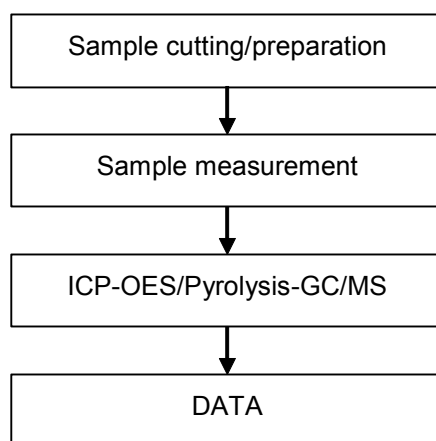 Sample cutting/preparation
Sample measurement
ICP-OES/Pyrolysis-GC/MS
DATA